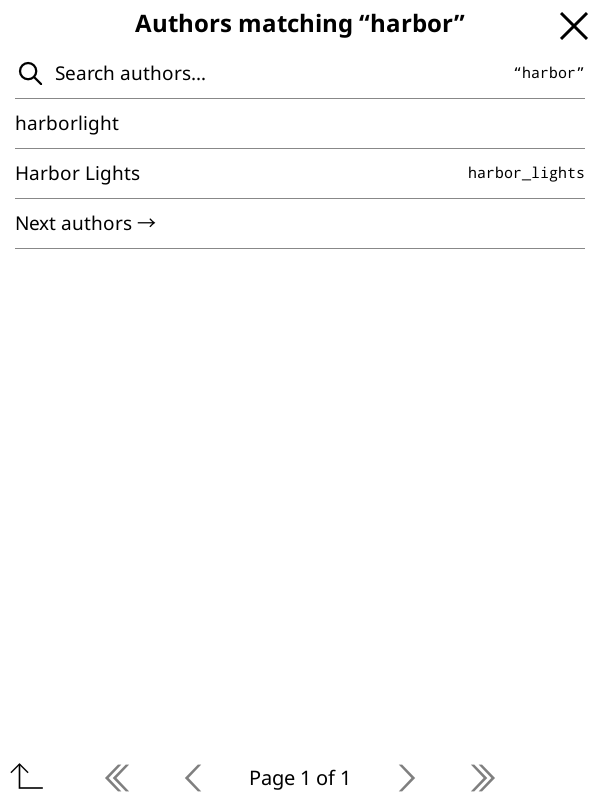 Authors matching “harbor”
Search authors... “harbor”
harborlight
Harbor Lights harbor_lights
Next authors →
Page 1 of 1